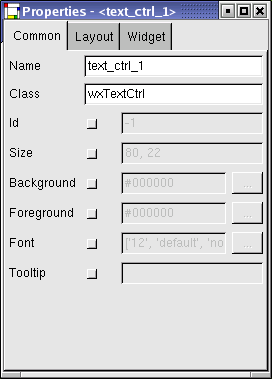 Properties - <text_ctrl_1>
Common Layout Widget
Name text_ctrl_1
Class wxTextCtrl
Id -1
Size 80, 22
Background #000000 ...
Foreground #000000 ...
Font ['12', 'default', 'no ...
Tooltip